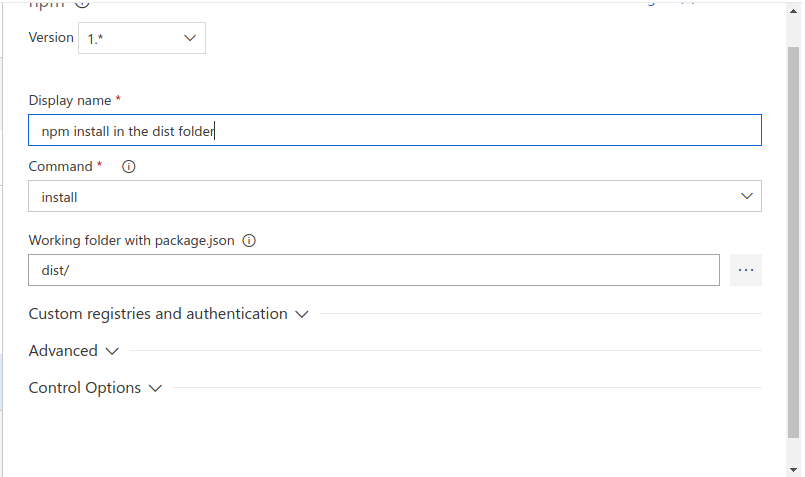 npm
Version 1.*
Display name *
npm install in the dist folder
Command *
install
Working folder with package.json
dist/
...
Custom registries and authentication
Advanced
Control Options